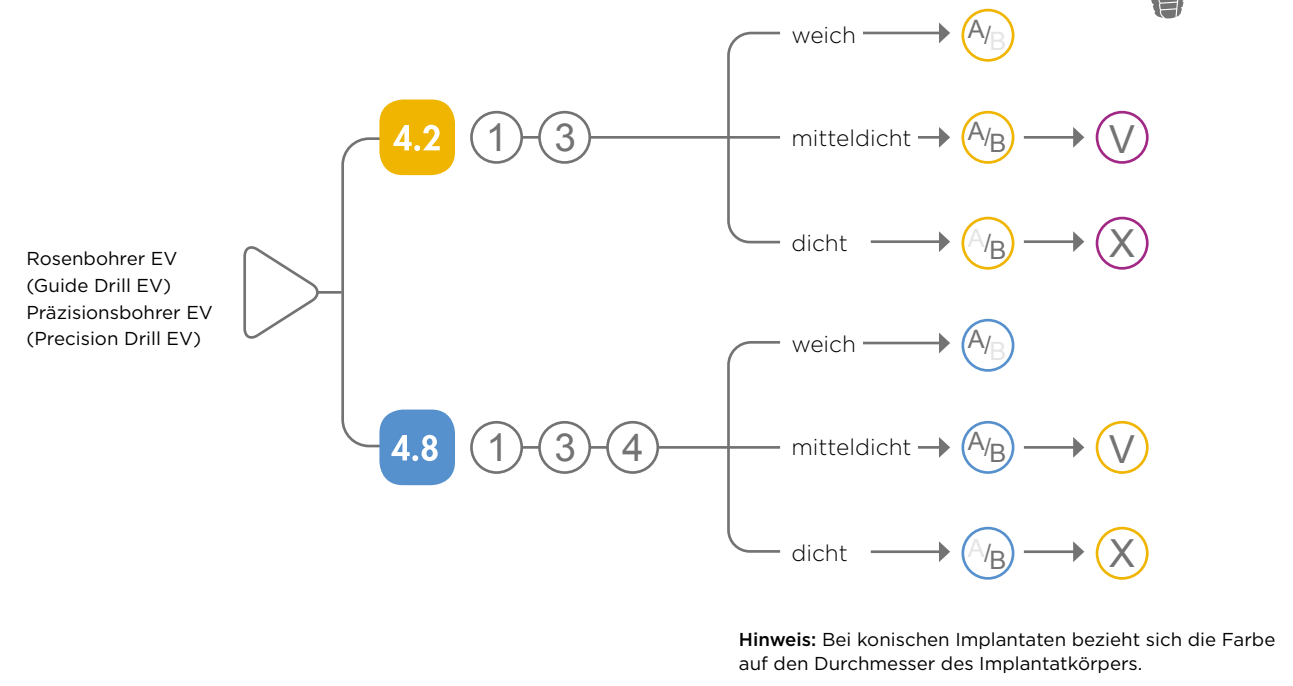 weich A/B
4.2 1 3 mitteldicht A/B V
dicht A/B X
Rosenbohrer EV
(Guide Drill EV)
Präzisionsbohrer EV
(Precision Drill EV)
weich A/B
4.8 1 3 4 mitteldicht A/B V
dicht A/B X
Hinweis: Bei konischen Implantaten bezieht sich die Farbe
auf den Durchmesser des Implantatkörpers.